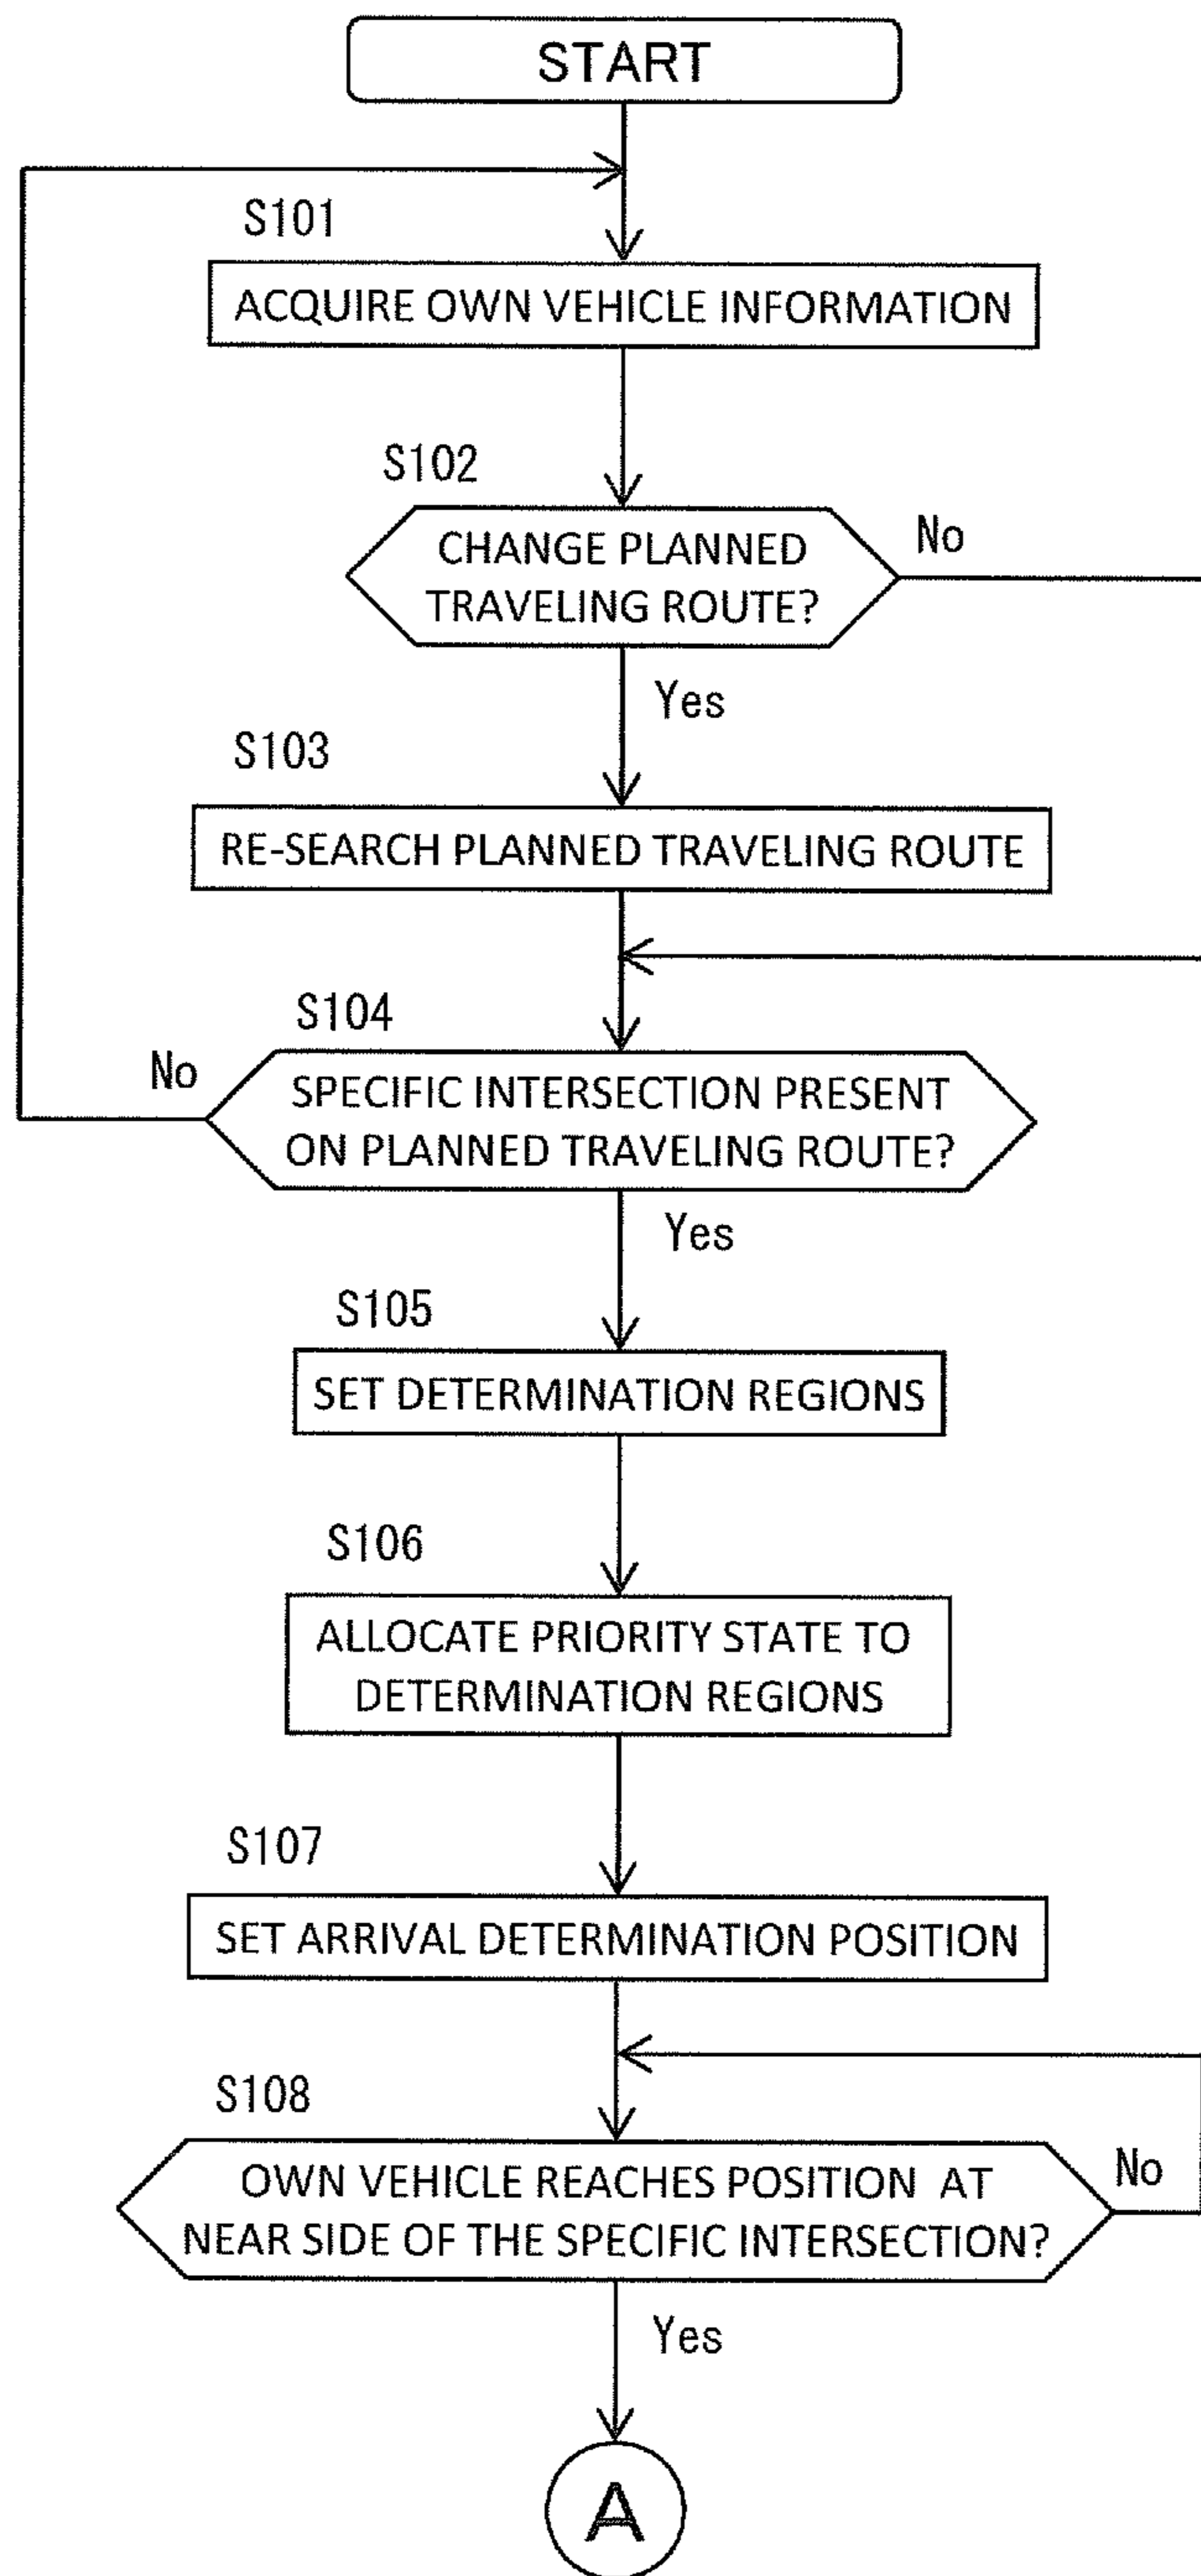 START
S101
ACQUIRE OWN VEHICLE INFORMATION
S102
CHANGE PLANNED
TRAVELING ROUTE?
No
Yes
S103
RE-SEARCH PLANNED TRAVELING ROUTE
S104
No
SPECIFIC INTERSECTION PRESENT
ON PLANNED TRAVELING ROUTE?
Yes
S105
SET DETERMINATION REGIONS
S106
ALLOCATE PRIORITY STATE TO
DETERMINATION REGIONS
S107
SET ARRIVAL DETERMINATION POSITION
S108
OWN VEHICLE REACHES POSITION AT
NEAR SIDE OF THE SPECIFIC INTERSECTION?
No
Yes
A